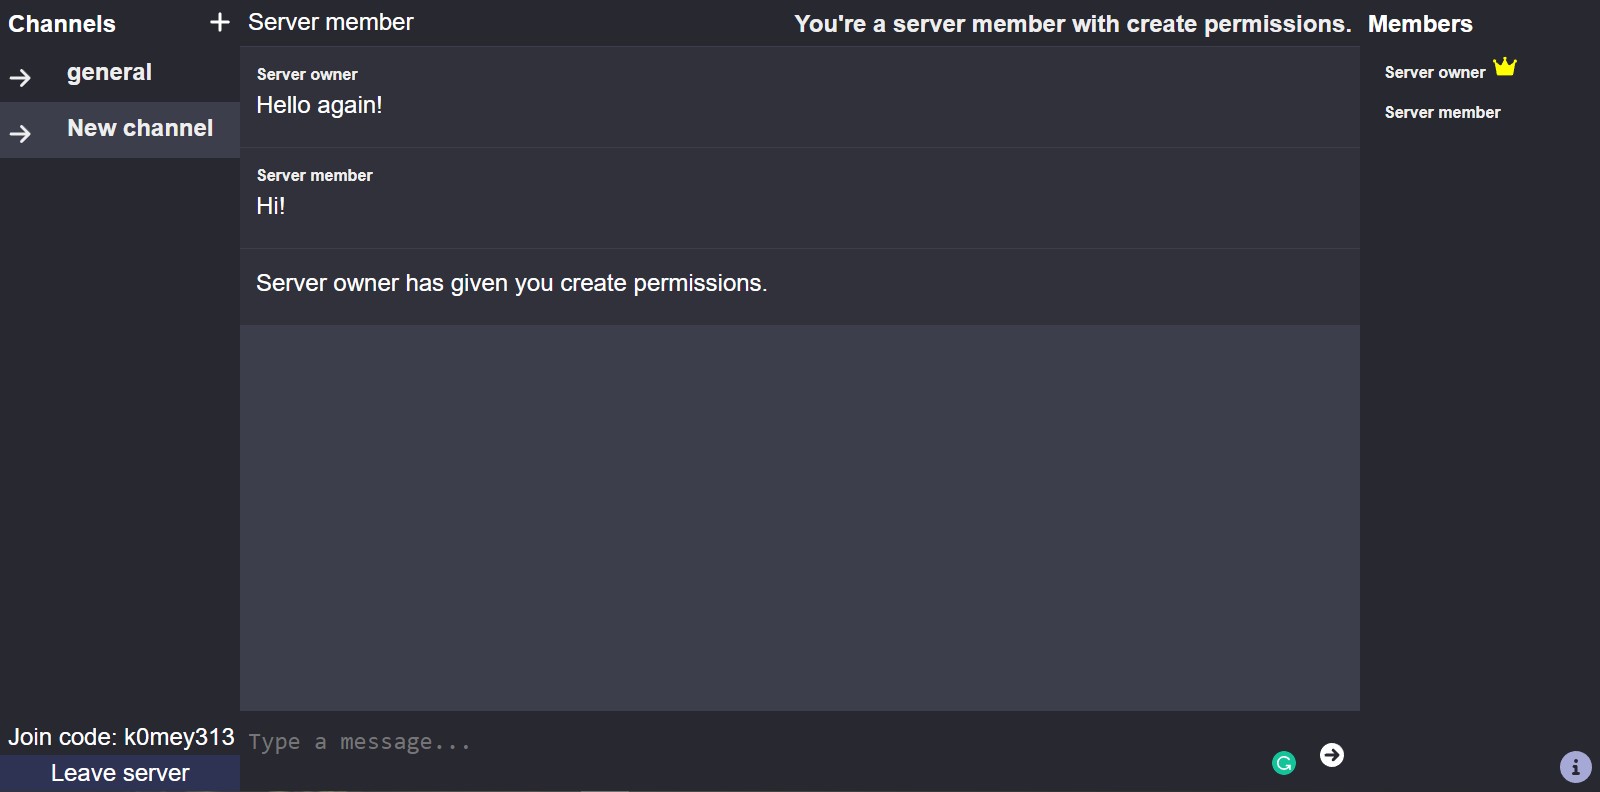 Channels
general
New channel
Join code: k0mey313
Leave server
Server member
You're a server member with create permissions.
Server owner
Hello again!
Server member
Hi!
Server owner has given you create permissions.
Type a message...
Members
Server owner
Server member